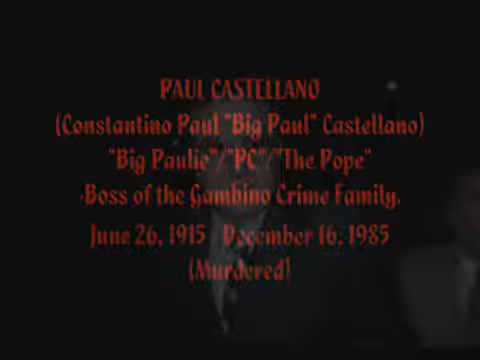 PAUL CASTELLANO
(Constantino Paul "Big Paul" Castellano)
"Big Paulie"/"PC"/"The Pope"
-Boss of the Gambino Crime Family.
June 26, 1915   December 16, 1985
(Murdered)